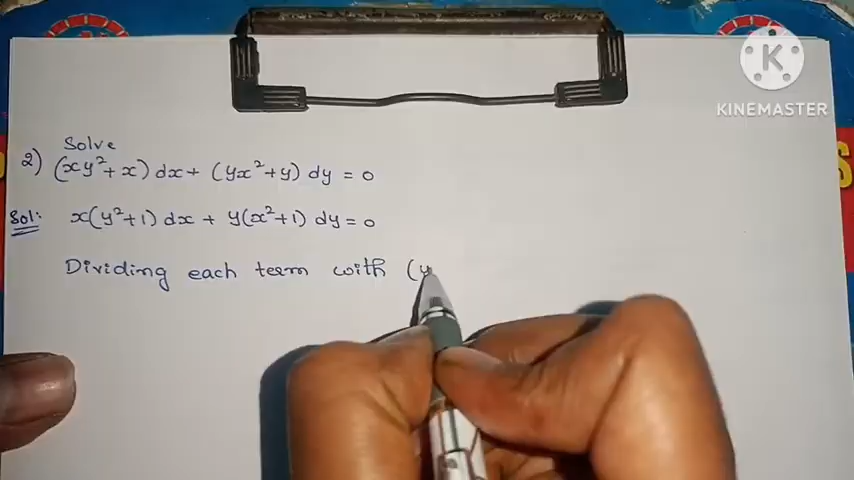 KINEMASTER
Solve
2) (xy²+x) dx + (yx²+y) dy = 0
Sol: x(y²+1) dx + y(x²+1) dy = 0
Dividing each term with (y